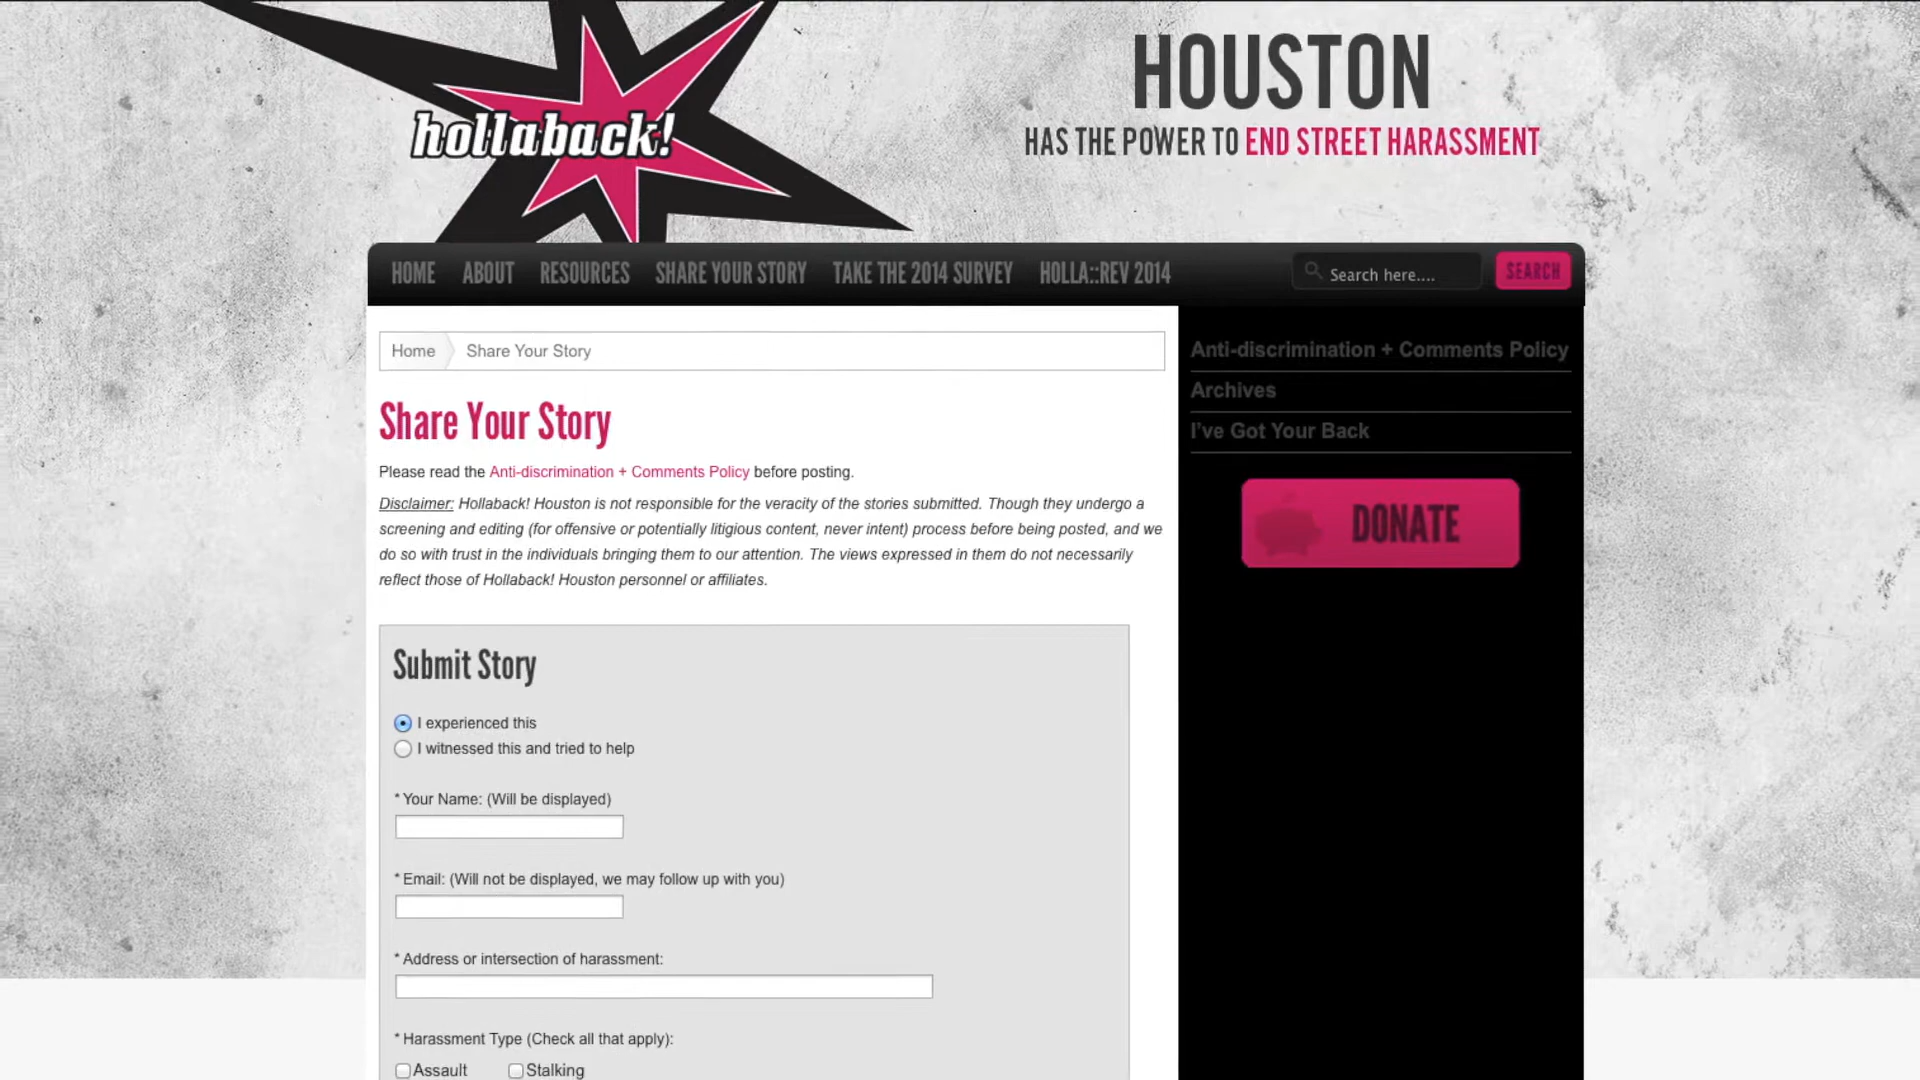 hollaback!
HOUSTON
HAS THE POWER TO END STREET HARASSMENT
HOME ABOUT RESOURCES SHARE YOUR STORY TAKE THE 2014 SURVEY HOLLA::REV 2014 Search here.... SEARCH
Home Share Your Story
Share Your Story
Please read the Anti-discrimination + Comments Policy before posting.
Disclaimer: Hollaback! Houston is not responsible for the veracity of the stories submitted. Though they undergo a
screening and editing (for offensive or potentially litigious content, never intent) process before being posted, and we
do so with trust in the individuals bringing them to our attention. The views expressed in them do not necessarily
reflect those of Hollaback! Houston personnel or affiliates.
Submit Story
I experienced this
I witnessed this and tried to help
* Your Name: (Will be displayed)
* Email: (Will not be displayed, we may follow up with you)
* Address or intersection of harassment:
* Harassment Type (Check all that apply):
Assault Stalking
Anti-discrimination + Comments Policy
Archives
I've Got Your Back
DONATE